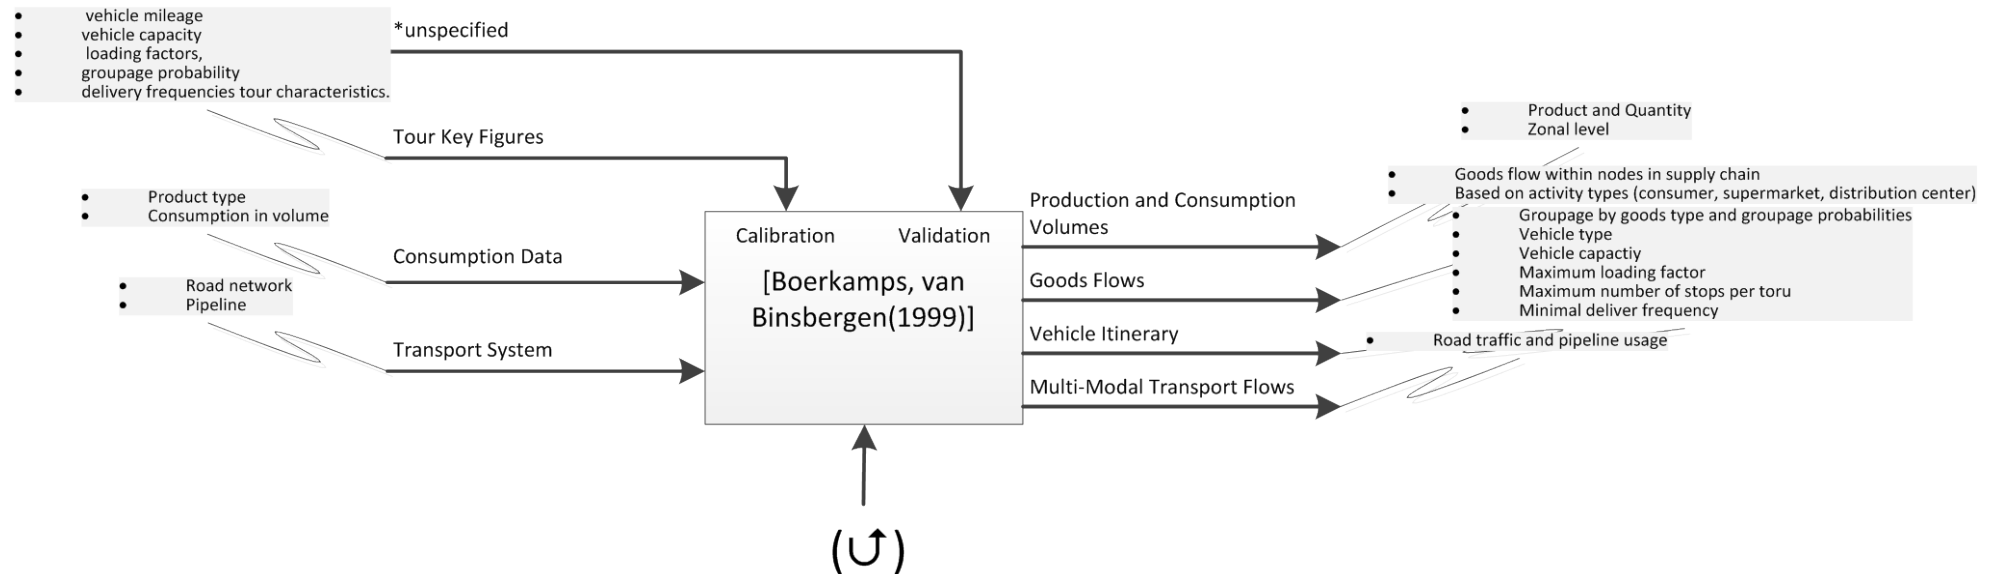 • vehicle mileage
• vehicle capacity
• loading factors,
• groupage probability
• delivery frequencies tour characteristics.
*unspecified
Tour Key Figures
• Product type
• Consumption in volume
Consumption Data
• Road network
• Pipeline
Transport System
Calibration
Validation
[Boerkamps, van
Binsbergen(1999)]
(⮍)
Production and Consumption
Volumes
Goods Flows
Vehicle Itinerary
Multi-Modal Transport Flows
• Product and Quantity
• Zonal level
• Goods flow within nodes in supply chain
• Based on activity types (consumer, supermarket, distribution center)
• Groupage by goods type and groupage probabilities
• Vehicle type
• Vehicle capactiy
• Maximum loading factor
• Maximum number of stops per toru
• Minimal deliver frequency
• Road traffic and pipeline usage